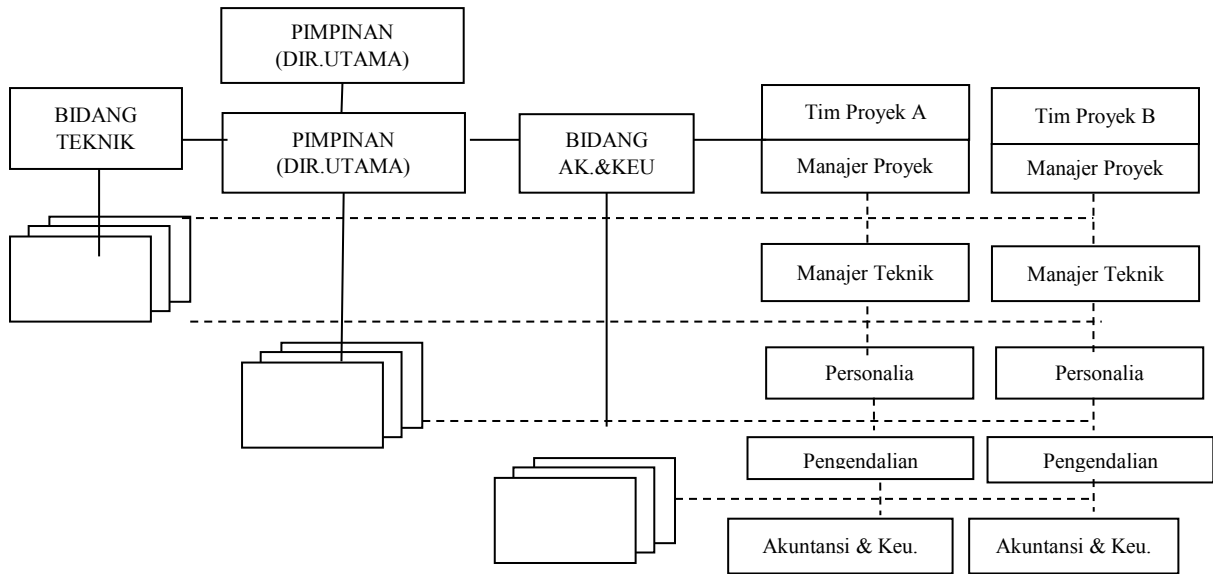 PIMPINAN
(DIR.UTAMA)
BIDANG
TEKNIK
PIMPINAN
(DIR.UTAMA)
BIDANG
AK.&KEU
Tim Proyek A
Manajer Proyek
Tim Proyek B
Manajer Proyek
Manajer Teknik
Manajer Teknik
Personalia
Personalia
Pengendalian
Pengendalian
Akuntansi & Keu.
Akuntansi & Keu.